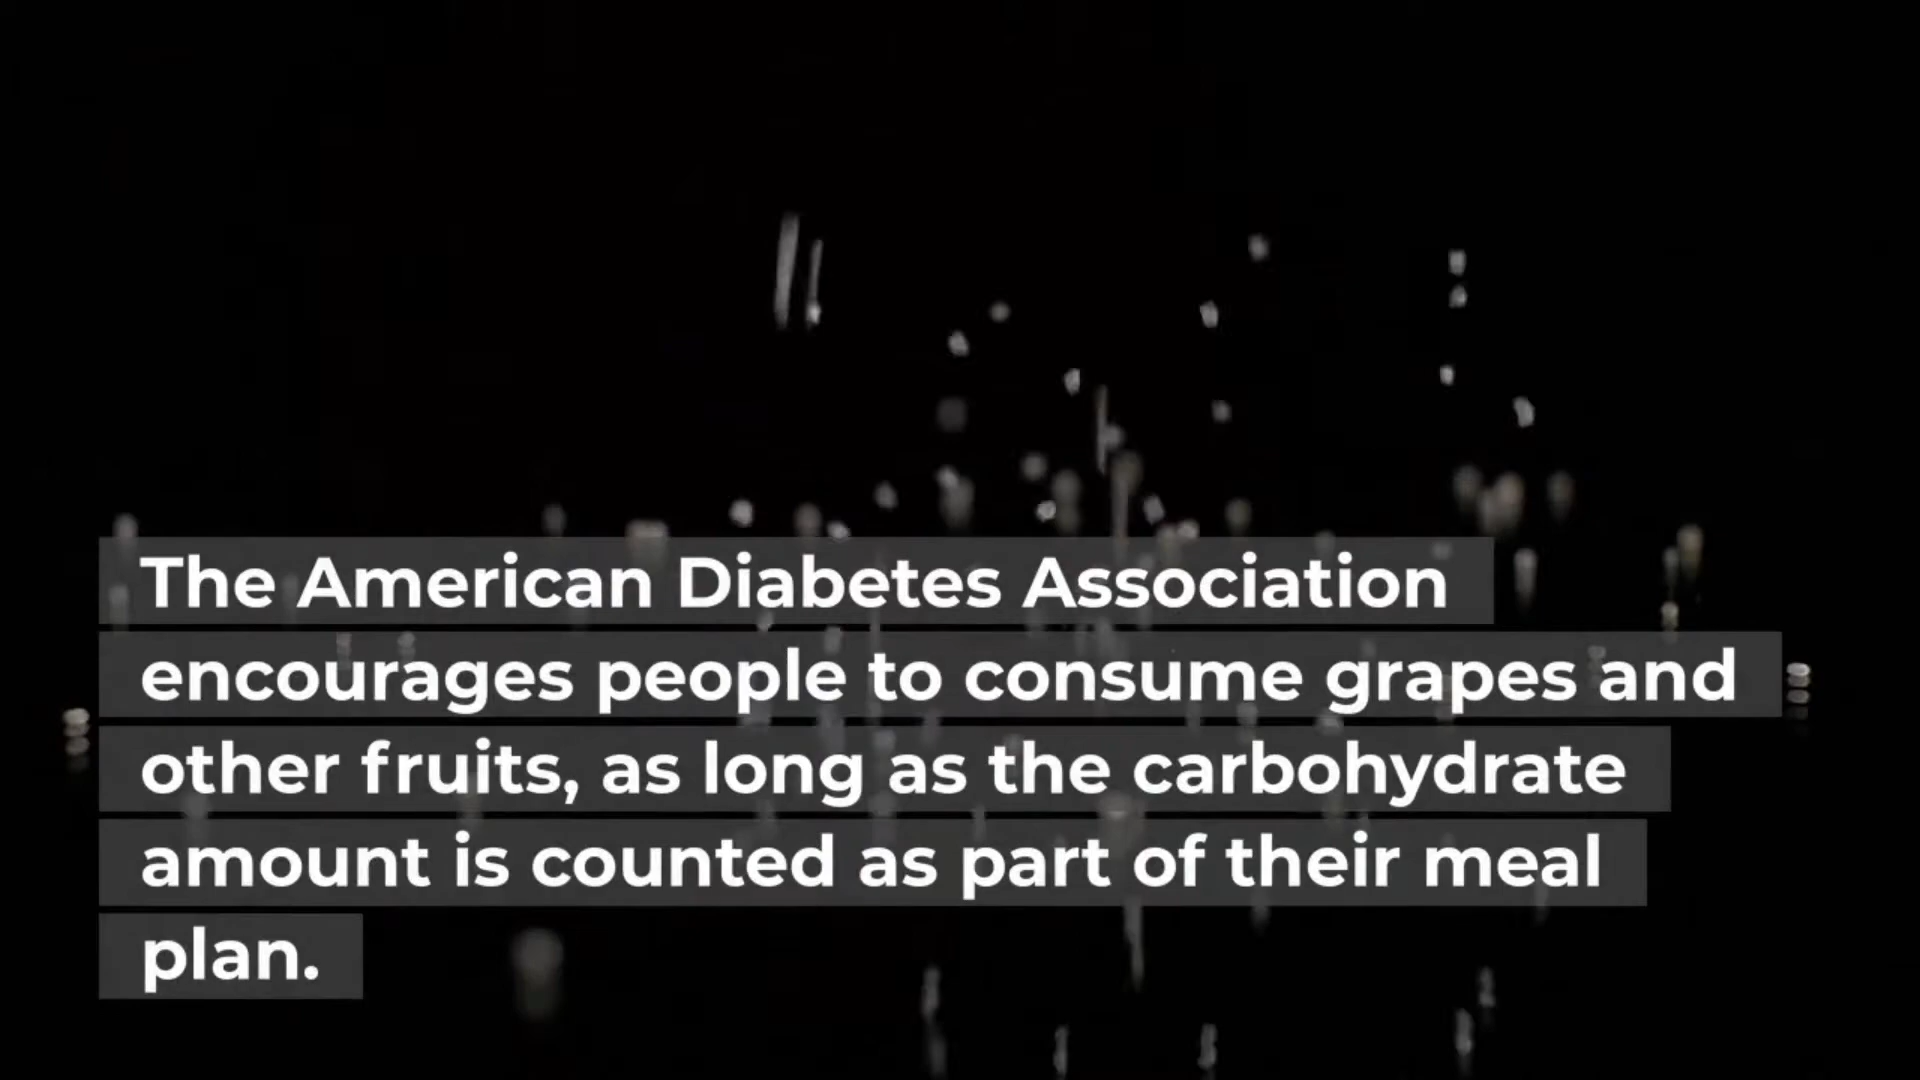 The American Diabetes Association
encourages people to consume grapes and
other fruits, as long as the carbohydrate
amount is counted as part of their meal
plan.